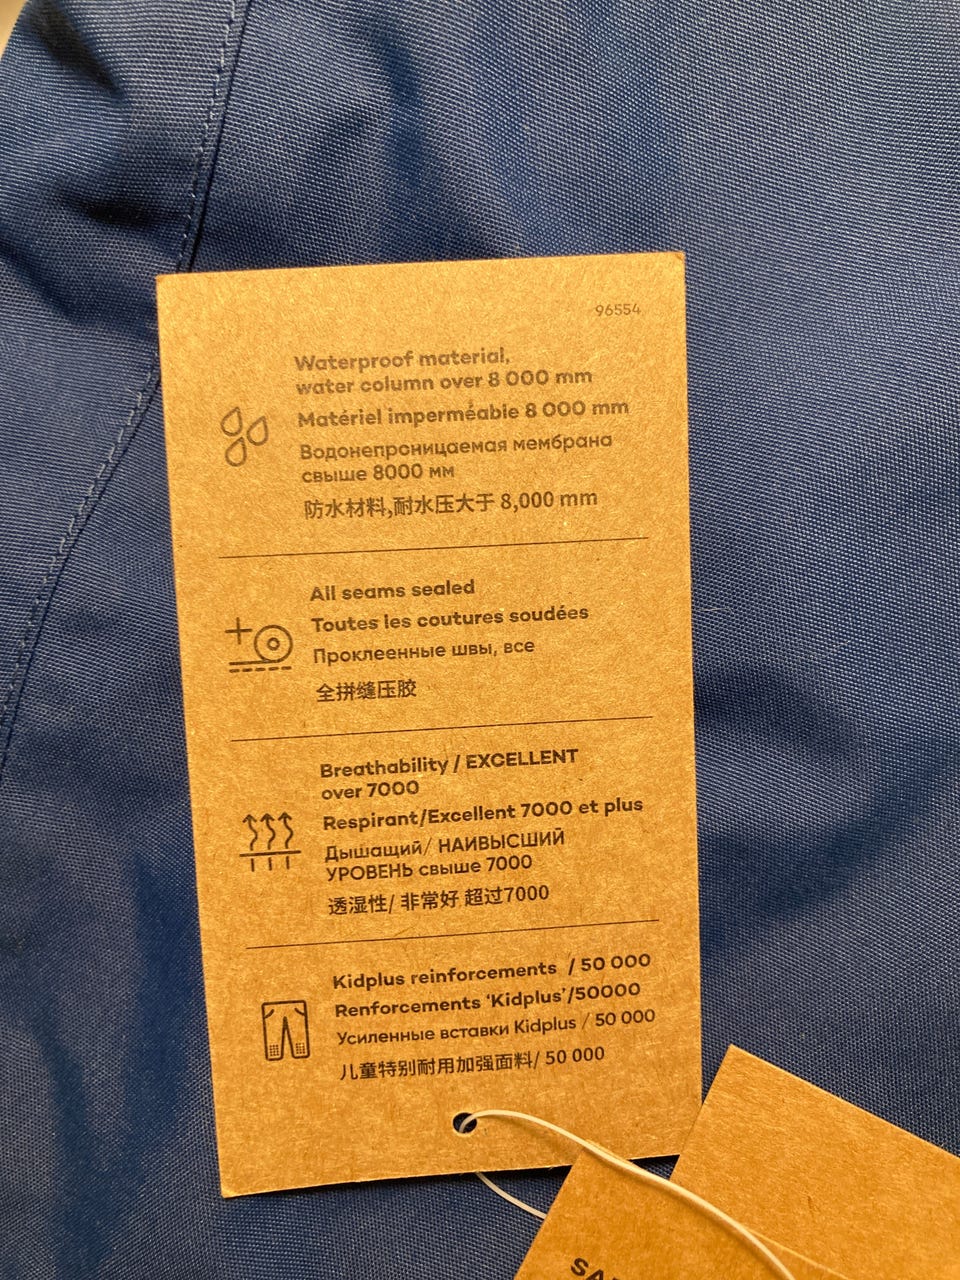 96554
Waterproof material,
water column over 8 000 mm
Matériel imperméable 8 000 mm
Водонепроницаемая мембрана
свыше 8000 мм
防水材料,耐水压大于 8,000 mm
All seams sealed
Toutes les coutures soudées
Проклеенные швы, все
全拼缝压胶
Breathability / EXCELLENT
over 7000
Respirant/Excellent 7000 et plus
Дышащий/ НАИВЫСШИЙ
УРОВЕНЬ свыше 7000
透湿性/ 非常好 超过7000
Kidplus reinforcements / 50 000
Renforcements ‘Kidplus’/50000
Усиленные вставки Kidplus / 50 000
儿童特别耐用加强面料/ 50 000